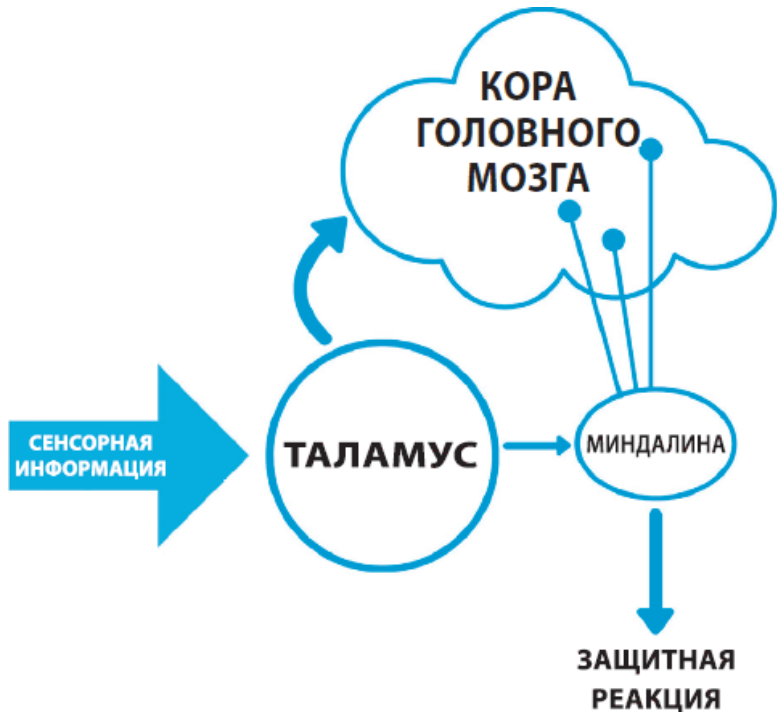 КОРА
ГОЛОВНОГО
МОЗГА
СЕНСОРНАЯ
ИНФОРМАЦИЯ
ТАЛАМУС
МИНДАЛИНА
ЗАЩИТНАЯ
РЕАКЦИЯ